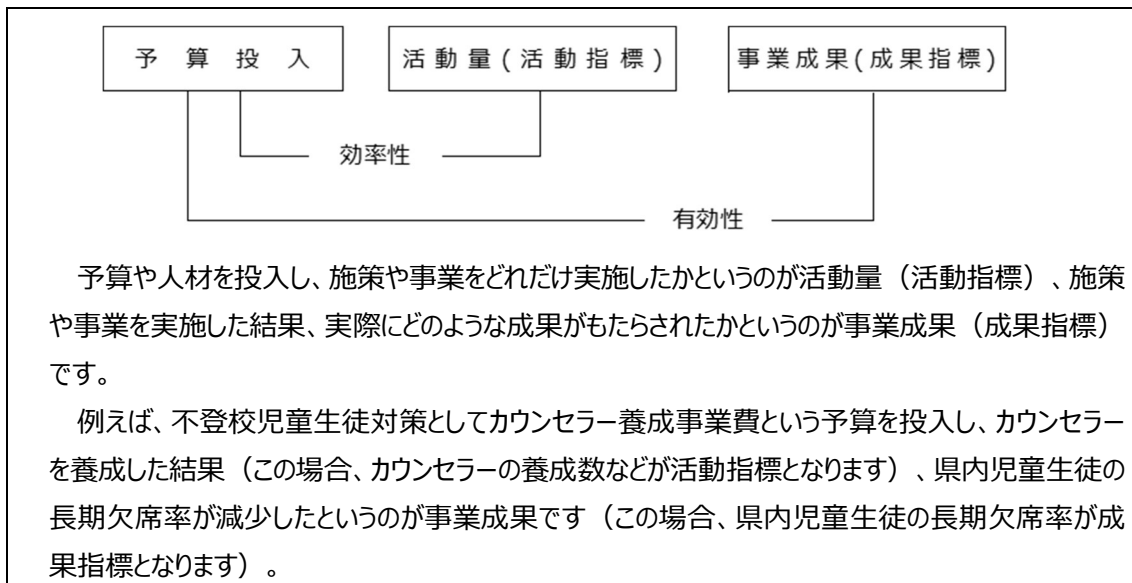 予算投入 活動量(活動指標) 事業成果(成果指標)
効率性
有効性
予算や人材を投入し、施策や事業をどれだけ実施したかというのが活動量（活動指標）、施策
や事業を実施した結果、実際にどのような成果がもたらされたかというのが事業成果（成果指標）
です。
例えば、不登校児童生徒対策としてカウンセラー養成事業費という予算を投入し、カウンセラー
を養成した結果（この場合、カウンセラーの養成数などが活動指標となります）、県内児童生徒の
長期欠席率が減少したというのが事業成果です（この場合、県内児童生徒の長期欠席率が成
果指標となります）。